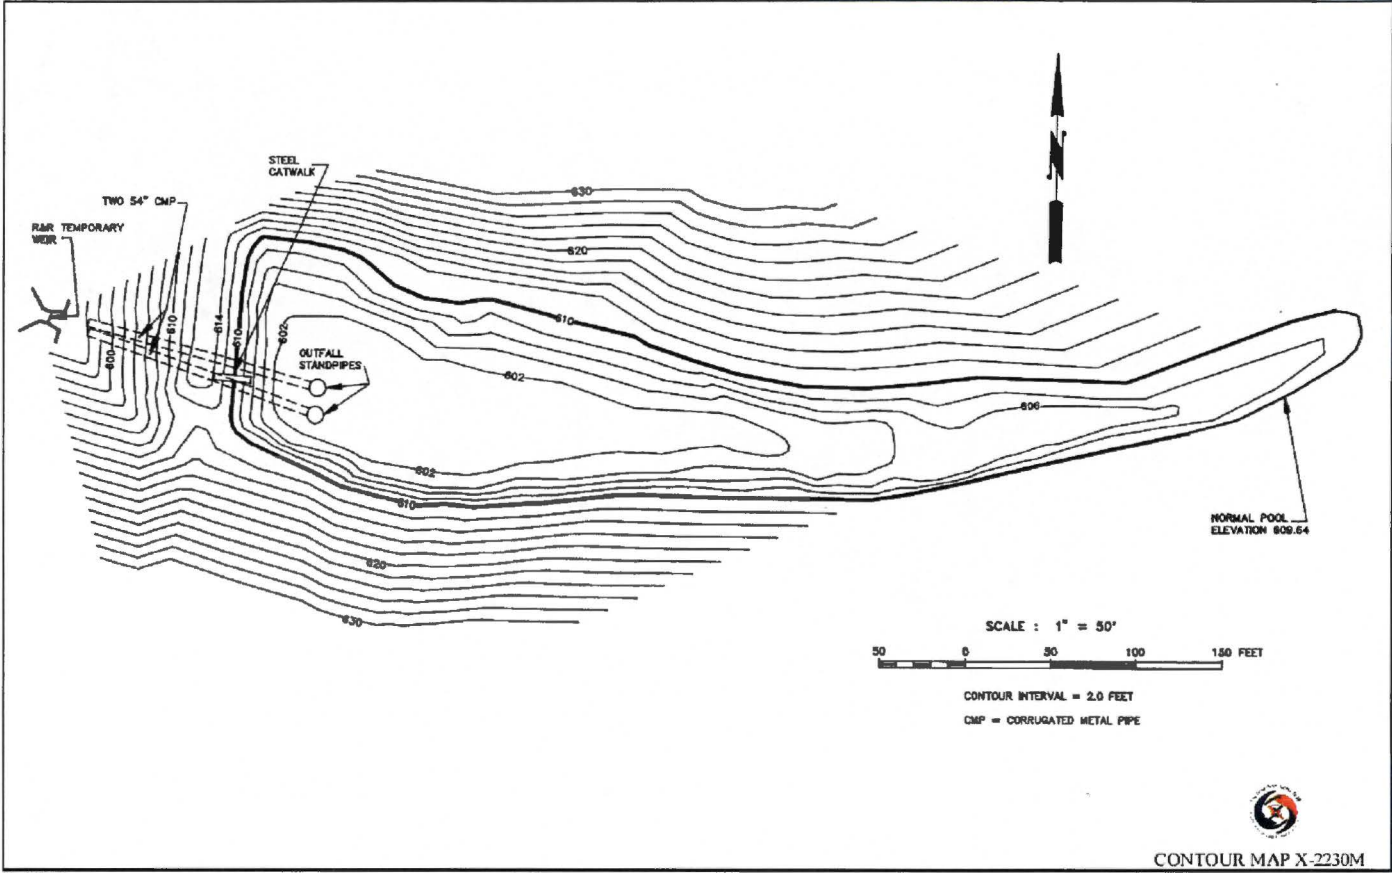 STEEL
CATWALK
TWO 54" CMP
R&R TEMPORARY
WEIR
630
620
600
610
614
610
602
OUTFALL
STANDPIPES
610
602
606
602
610
620
630
N
NORMAL POOL
ELEVATION 609.64
SCALE : 1" = 50'
50 0 50 100 150 FEET
CONTOUR INTERVAL = 2.0 FEET
CMP = CORRUGATED METAL PIPE
CONTOUR MAP X-2230M